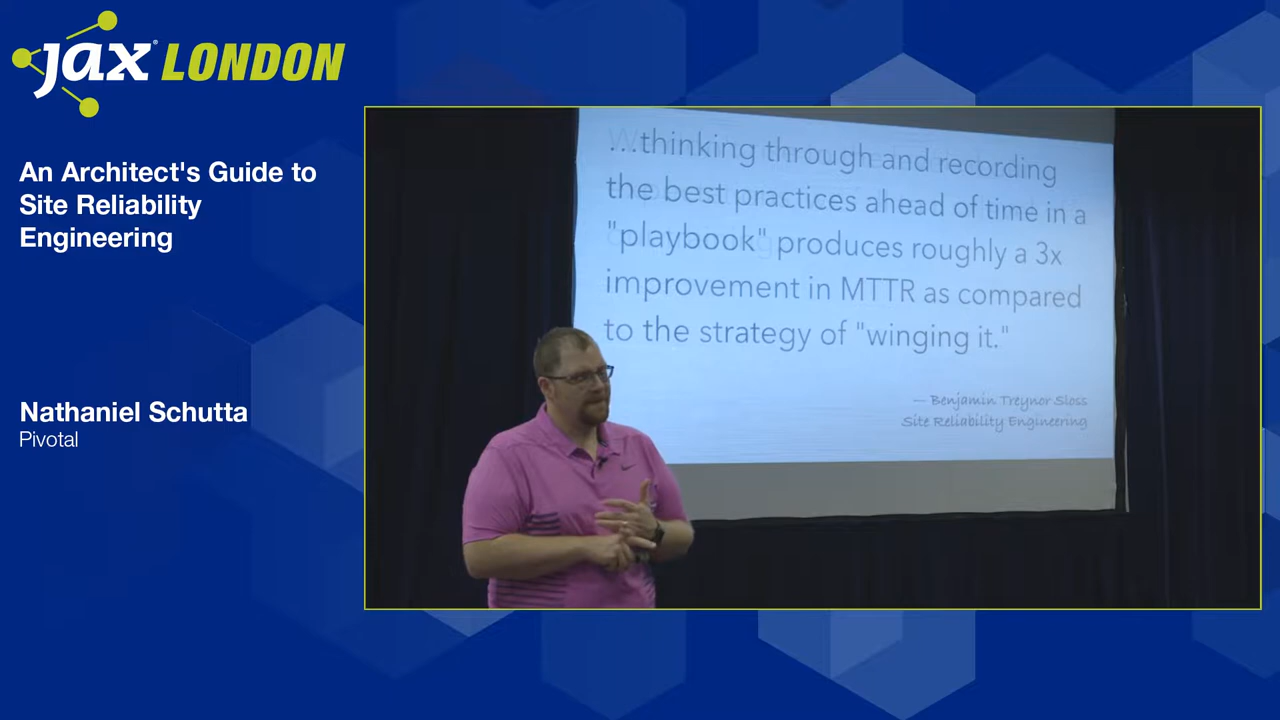 jax LONDON
An Architect's Guide to
Site Reliability
Engineering
Nathaniel Schutta
Pivotal
...thinking through and recording
the best practices ahead of time in a
"playbook" produces roughly a 3x
improvement in MTTR as compared
to the strategy of "winging it."
— Benjamin Treynor Sloss
Site Reliability Engineering